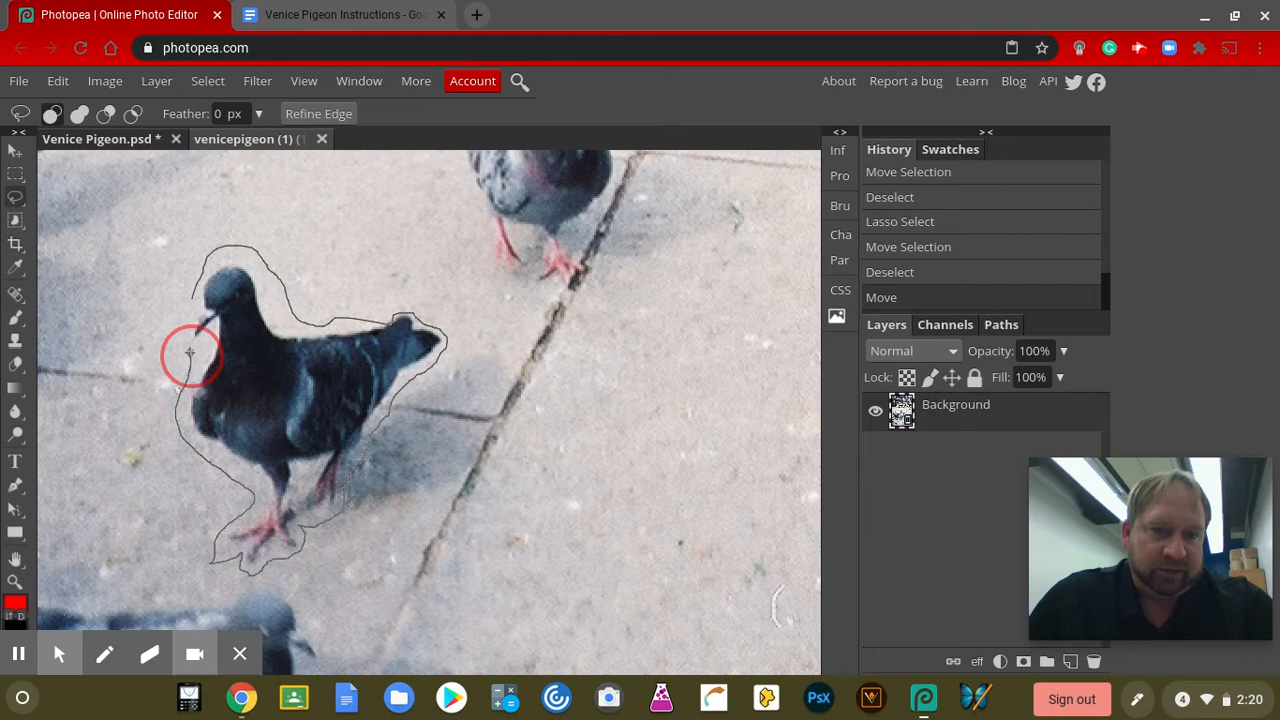 Photopea | Online Photo Editor
Venice Pigeon Instructions - Goo
photopea.com
File Edit Image Layer Select Filter View Window More Account
About Report a bug Learn Blog API
Feather: 0 px Refine Edge
> < Venice Pigeon.psd * venicepigeon (1) (
< > > <
Inf
Pro
Bru
Cha
Par
CSS
History Swatches
Move Selection
Deselect
Lasso Select
Move Selection
Deselect
Move
Layers Channels Paths
Normal Opacity: 100%
Lock: Fill: 100%
Background
eff
T
D
Sign out 4 2:20